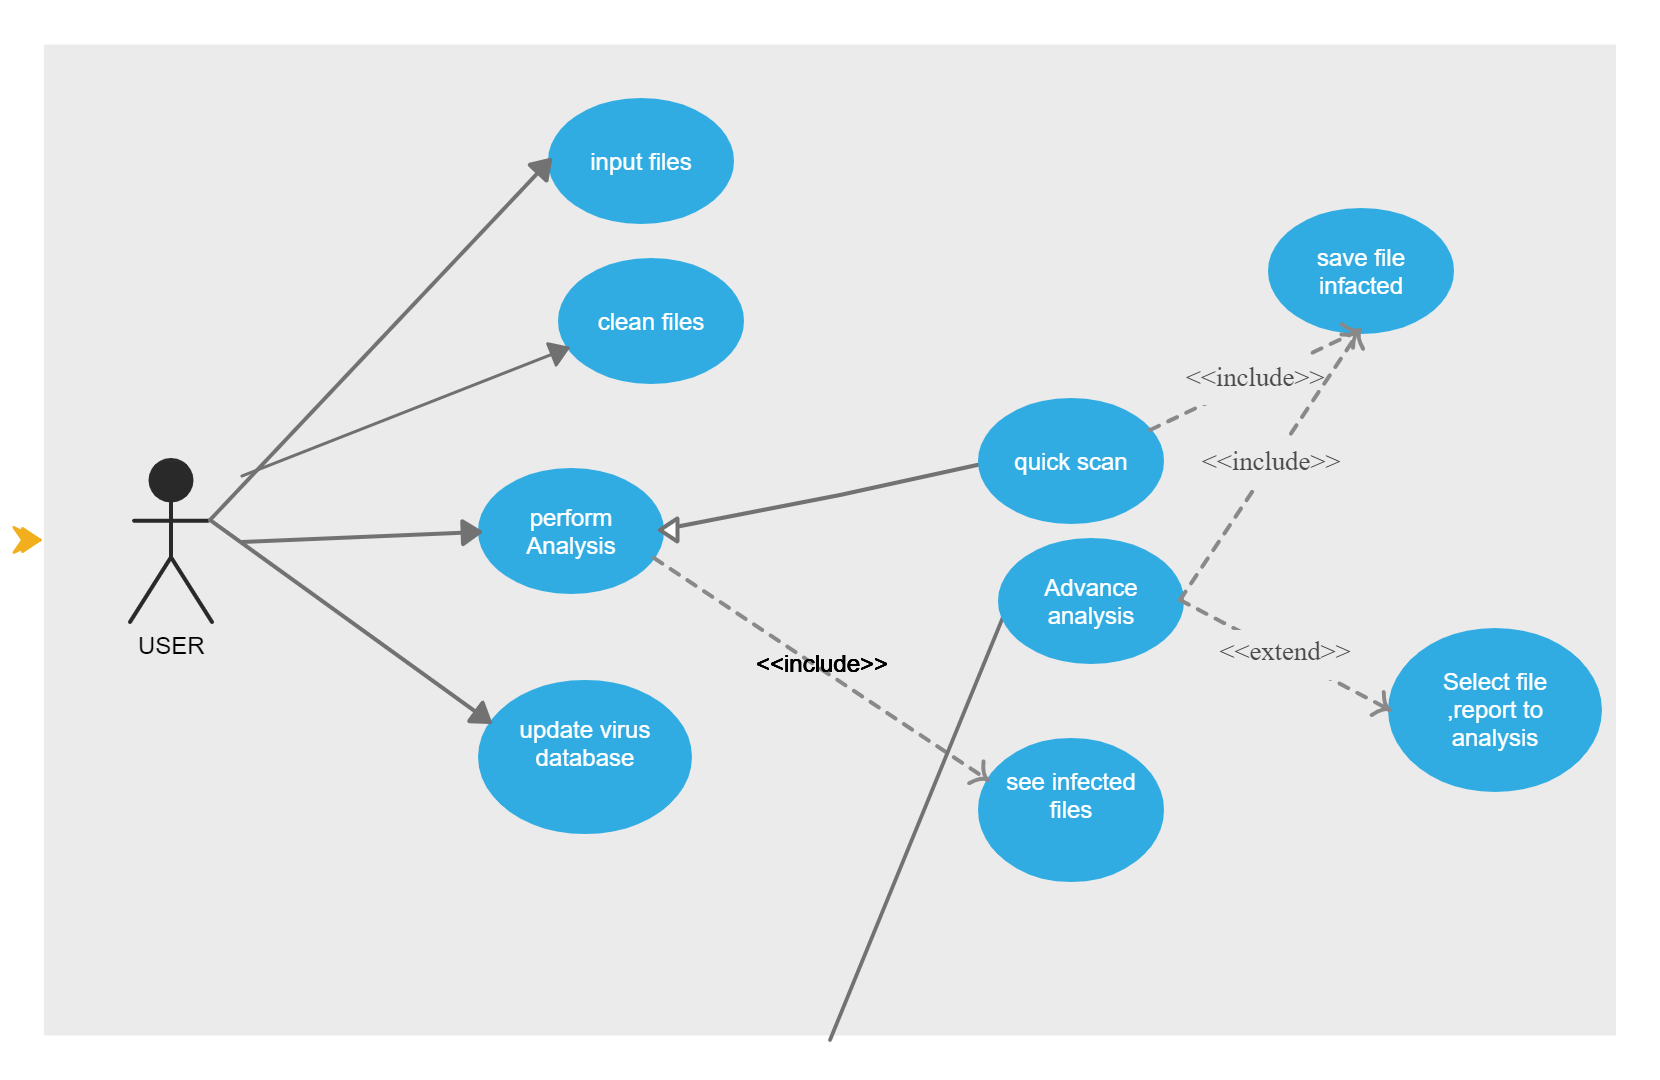 input files
clean files
save file
infacted
<<include>>
quick scan
<<include>>
perform
Analysis
Advance
analysis
USER
<<include>>
<<extend>>
Select file
,report to
analysis
update virus
database
see infected
files